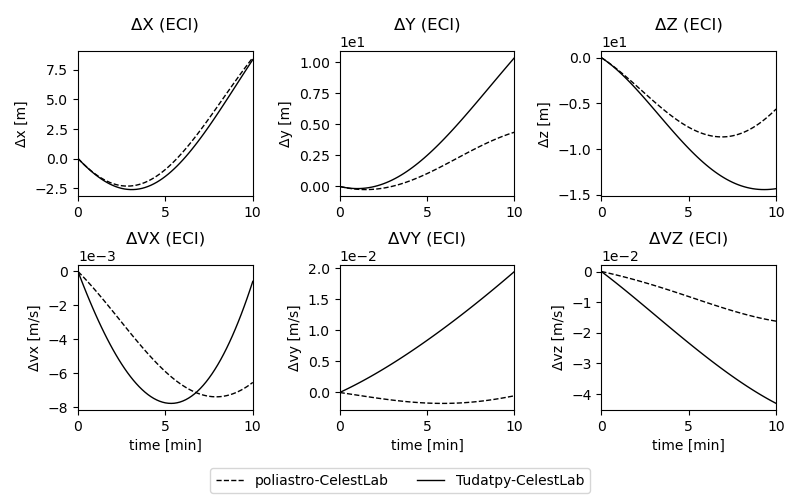 ΔX (ECI)
ΔY (ECI)
ΔZ (ECI)
1e1
1e1
7.5
5.0
2.5
0.0
−2.5
Δx [m]
0
5
10
1.00
0.75
0.50
0.25
0.00
Δy [m]
0
5
10
0.0
−0.5
−1.0
−1.5
Δz [m]
0
5
10
ΔVX (ECI)
ΔVY (ECI)
ΔVZ (ECI)
1e−3
1e−2
1e−2
0
−2
−4
−6
−8
Δvx [m/s]
0
5
10
time [min]
2.0
1.5
1.0
0.5
0.0
Δvy [m/s]
0
5
10
time [min]
0
−1
−2
−3
−4
Δvz [m/s]
0
5
10
time [min]
poliastro-CelestLab
Tudatpy-CelestLab